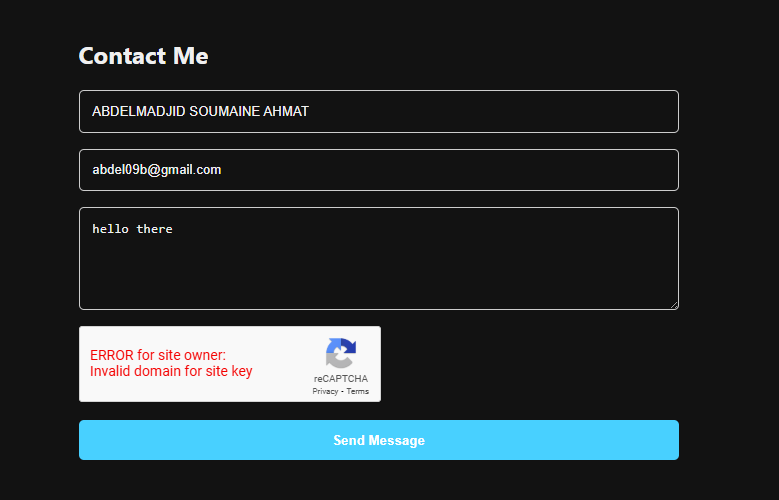 Contact Me
ABDELMADJID SOUMAINE AHMAT
abdel09b@gmail.com
hello there
ERROR for site owner:
Invalid domain for site key
reCAPTCHA
Privacy - Terms
Send Message